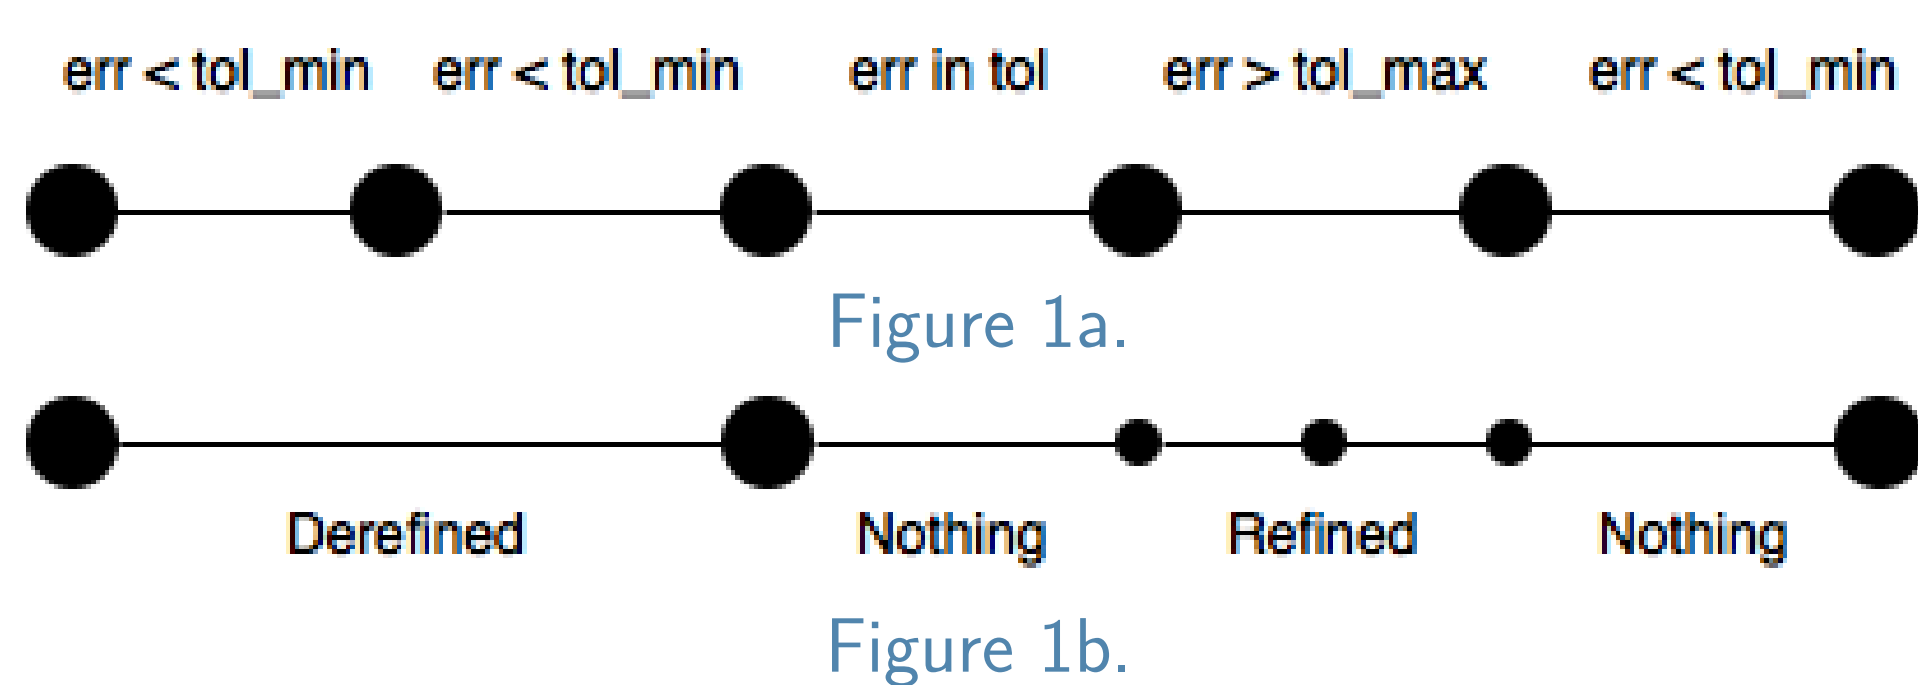 err < tol_min err < tol_min err in tol err > tol_max err < tol_min
Figure 1a.
Derefined Nothing Refined Nothing
Figure 1b.